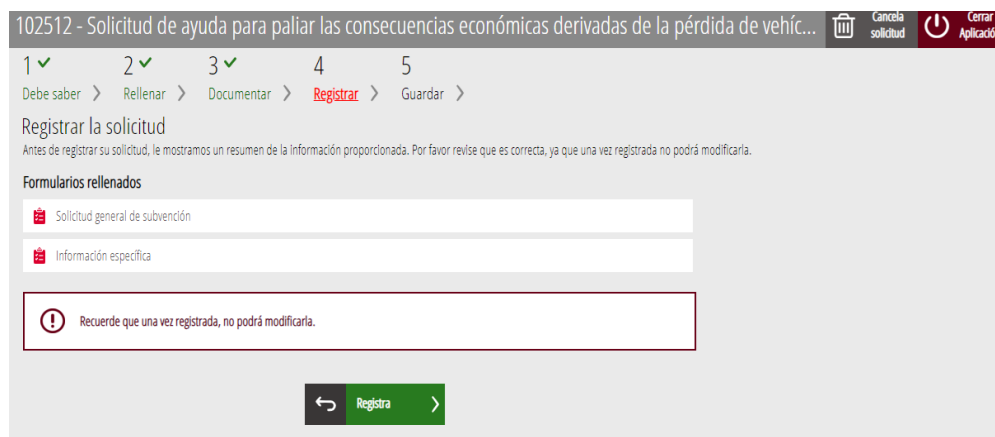 102512 - Solicitud de ayuda para paliar las consecuencias económicas derivadas de la pérdida de vehíc...
Cancela
solicitud
Cerrar
Aplicació
1 2 3 4 5
Debe saber Rellenar Documentar Registrar Guardar
Registrar la solicitud
Antes de registrar su solicitud, le mostramos un resumen de la información proporcionada. Por favor revise que es correcta, ya que una vez registrada no podrá modificarla.
Formularios rellenados
Solicitud general de subvención
Información específica
Recuerde que una vez registrada, no podrá modificarla.
Registra